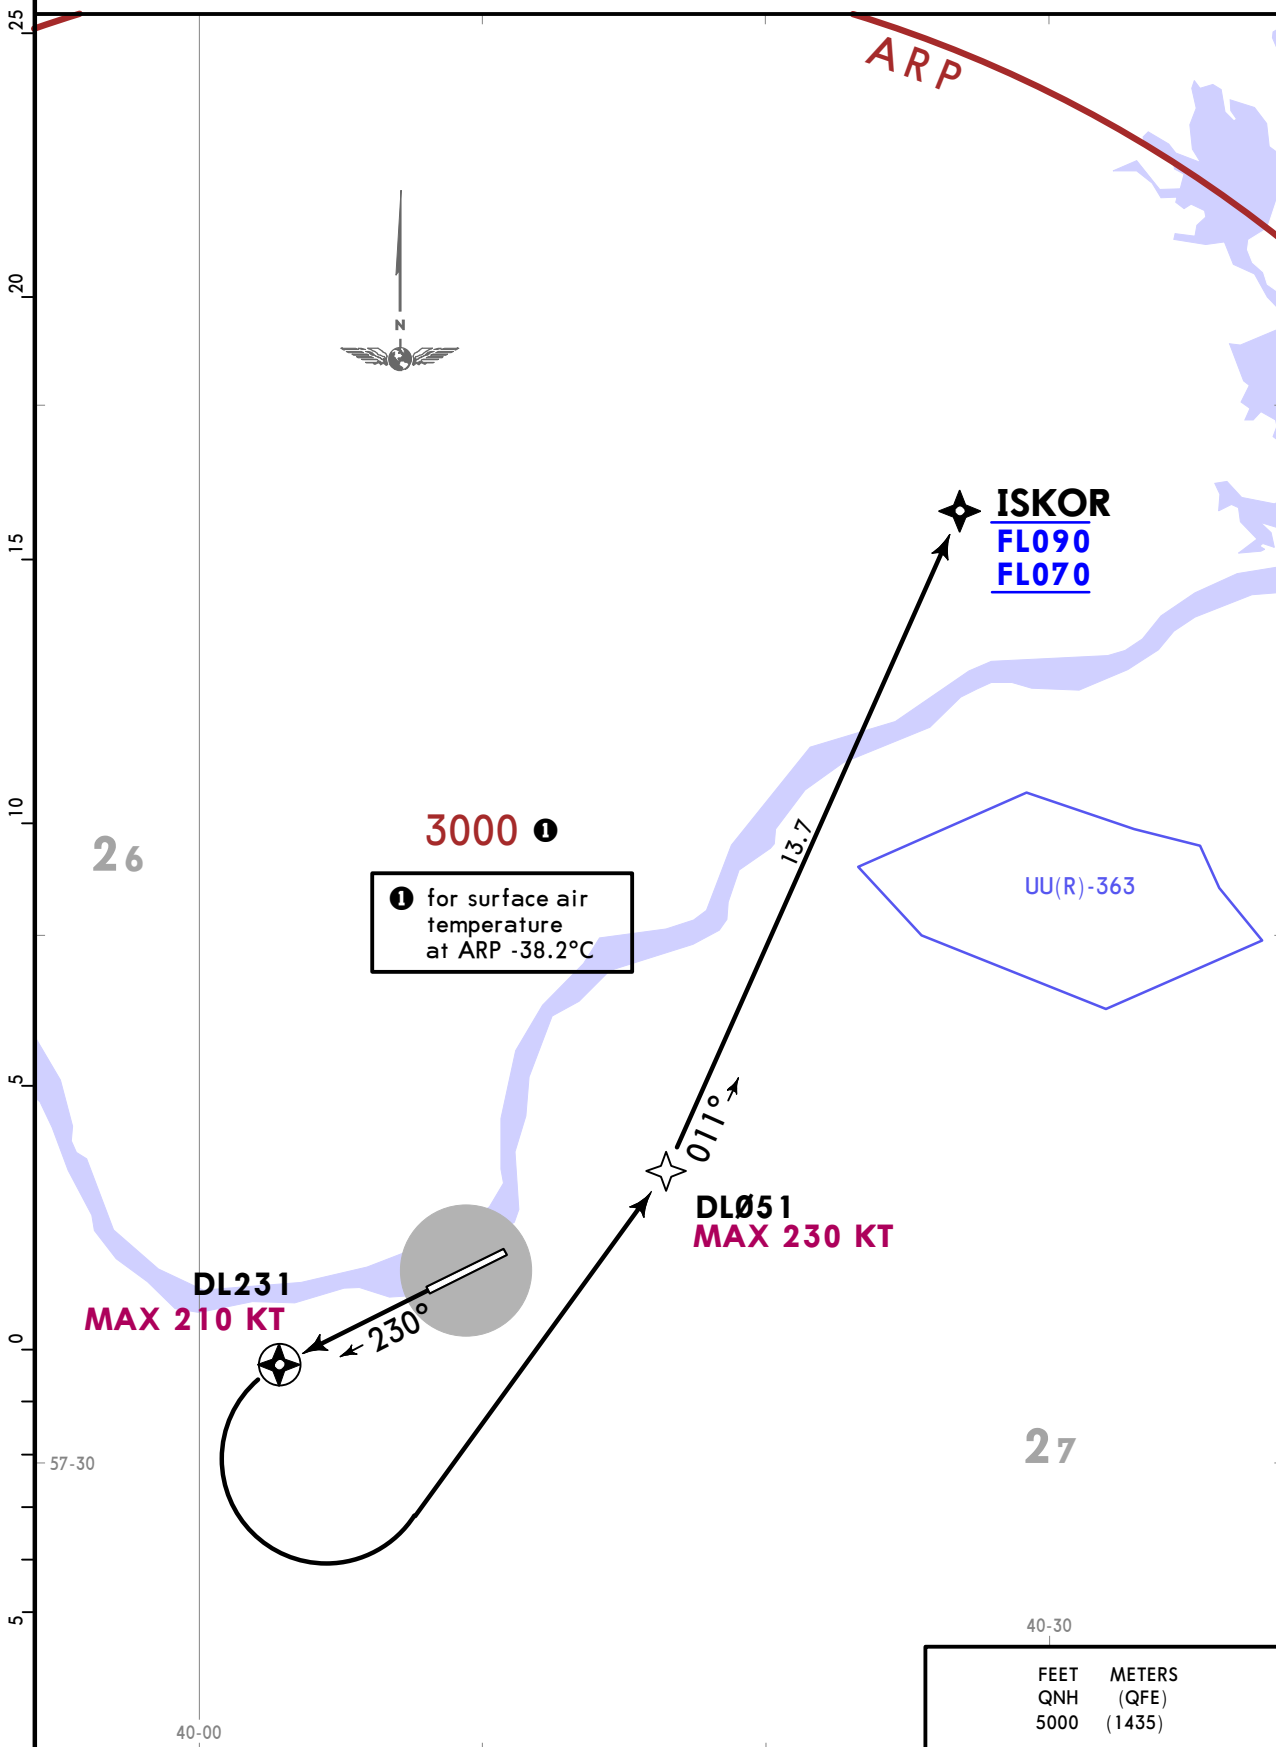 25
ARP
20
N
ISKOR
FL090
FL070
15
10
3000 ❶
26
13.7
❶ for surface air
temperature
at ARP -38.2°C
UU(R)-363
5
011°
DLØ51
MAX 230 KT
DL231
MAX 210 KT
230°
0
27
57-30
5
40-30
FEET METERS
QNH (QFE)
5000 (1435)
40-00